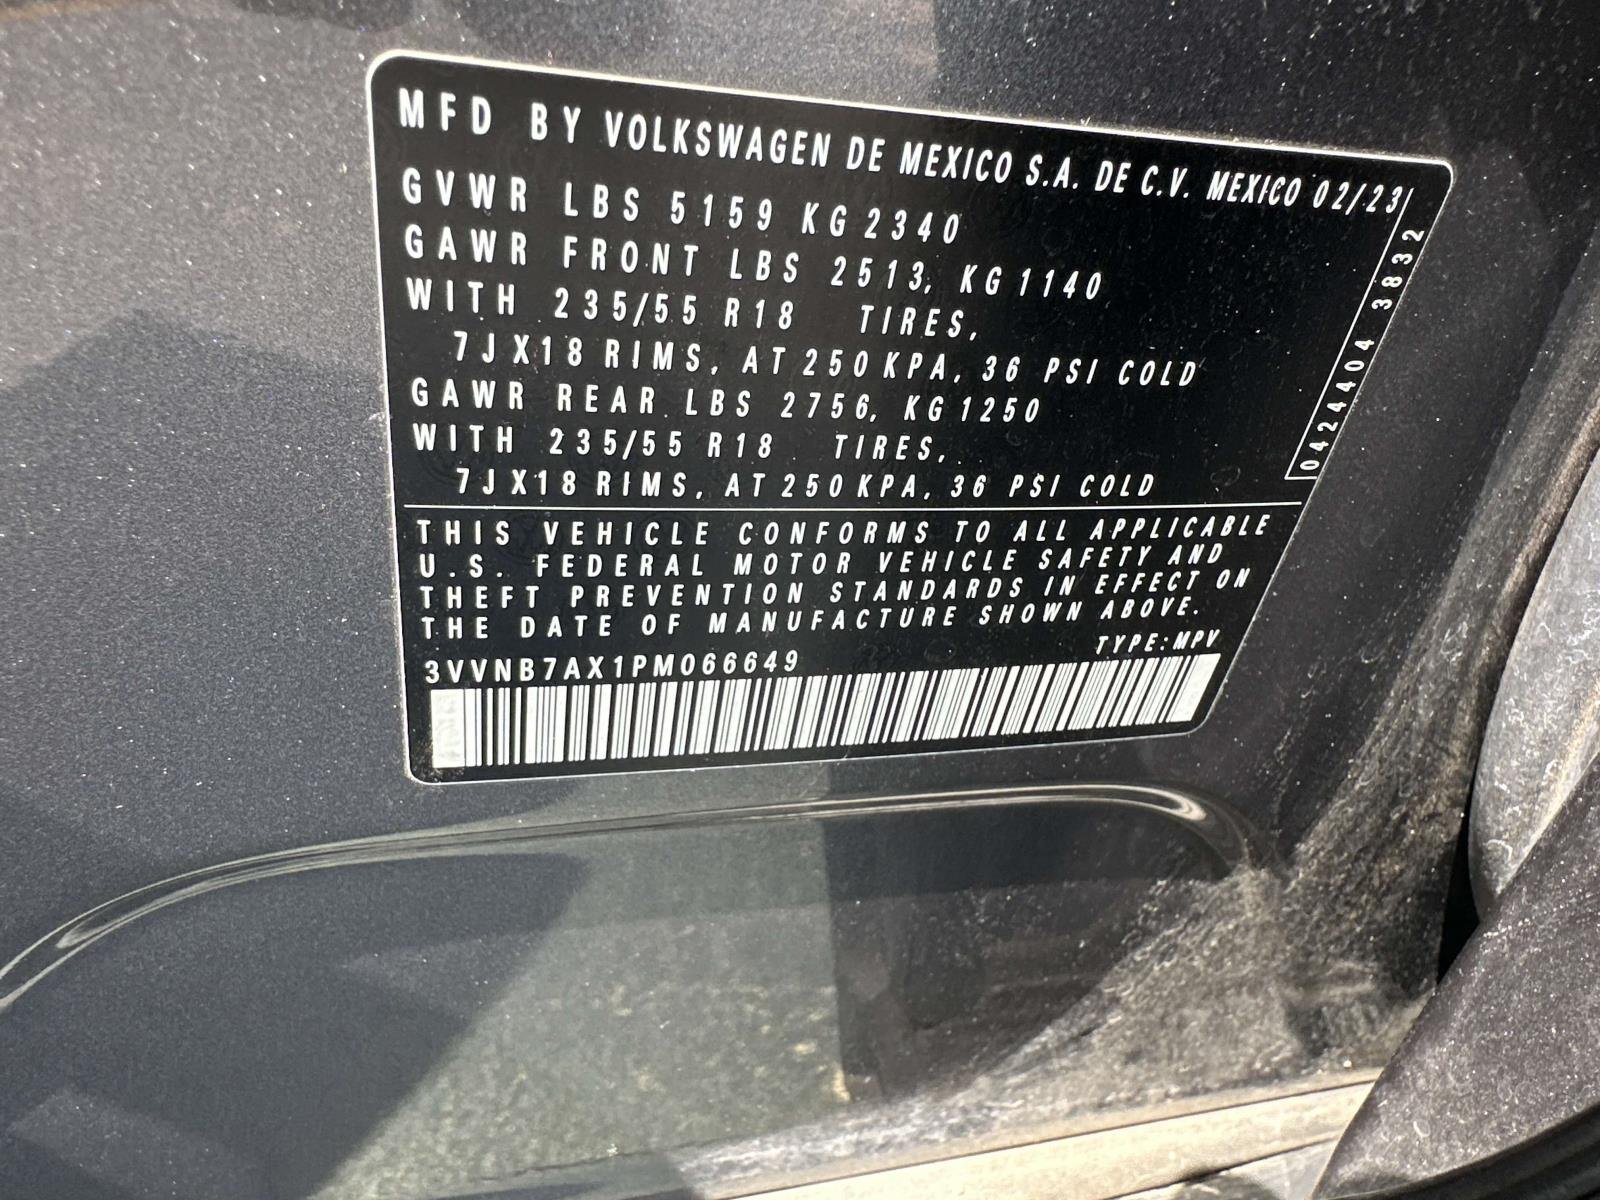 MFD BY VOLKSWAGEN DE MEXICO S.A. DE C.V. MEXICO 02/23
GVWR LBS 5159 KG 2340
GAWR FRONT LBS 2513, KG 1140
WITH 235/55 R18 TIRES,
7JX18 RIMS, AT 250 KPA, 36 PSI COLD
GAWR REAR LBS 2756, KG 1250
WITH 235/55 R18 TIRES,
7JX18 RIMS, AT 250 KPA, 36 PSI COLD
0424404 3832
THIS VEHICLE CONFORMS TO ALL APPLICABLE
U.S. FEDERAL MOTOR VEHICLE SAFETY AND
THEFT PREVENTION STANDARDS IN EFFECT ON
THE DATE OF MANUFACTURE SHOWN ABOVE.
TYPE:MPV
3VVNB7AX1PM066649